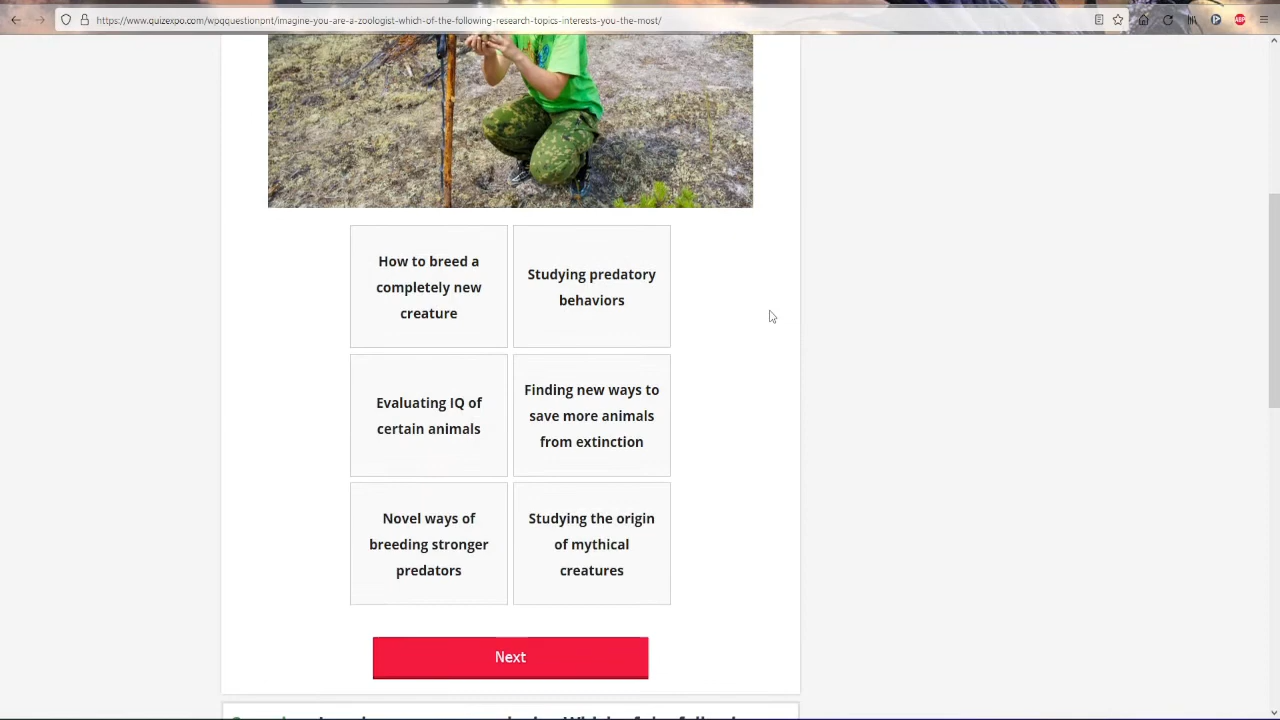 https://www.quizexpo.com/wpqquestionpnt/imagine-you-are-a-zoologist-which-of-the-following-research-topics-interests-you-the-most/
How to breed a
completely new
creature
Studying predatory
behaviors
Evaluating IQ of
certain animals
Finding new ways to
save more animals
from extinction
Novel ways of
breeding stronger
predators
Studying the origin
of mythical
creatures
Next